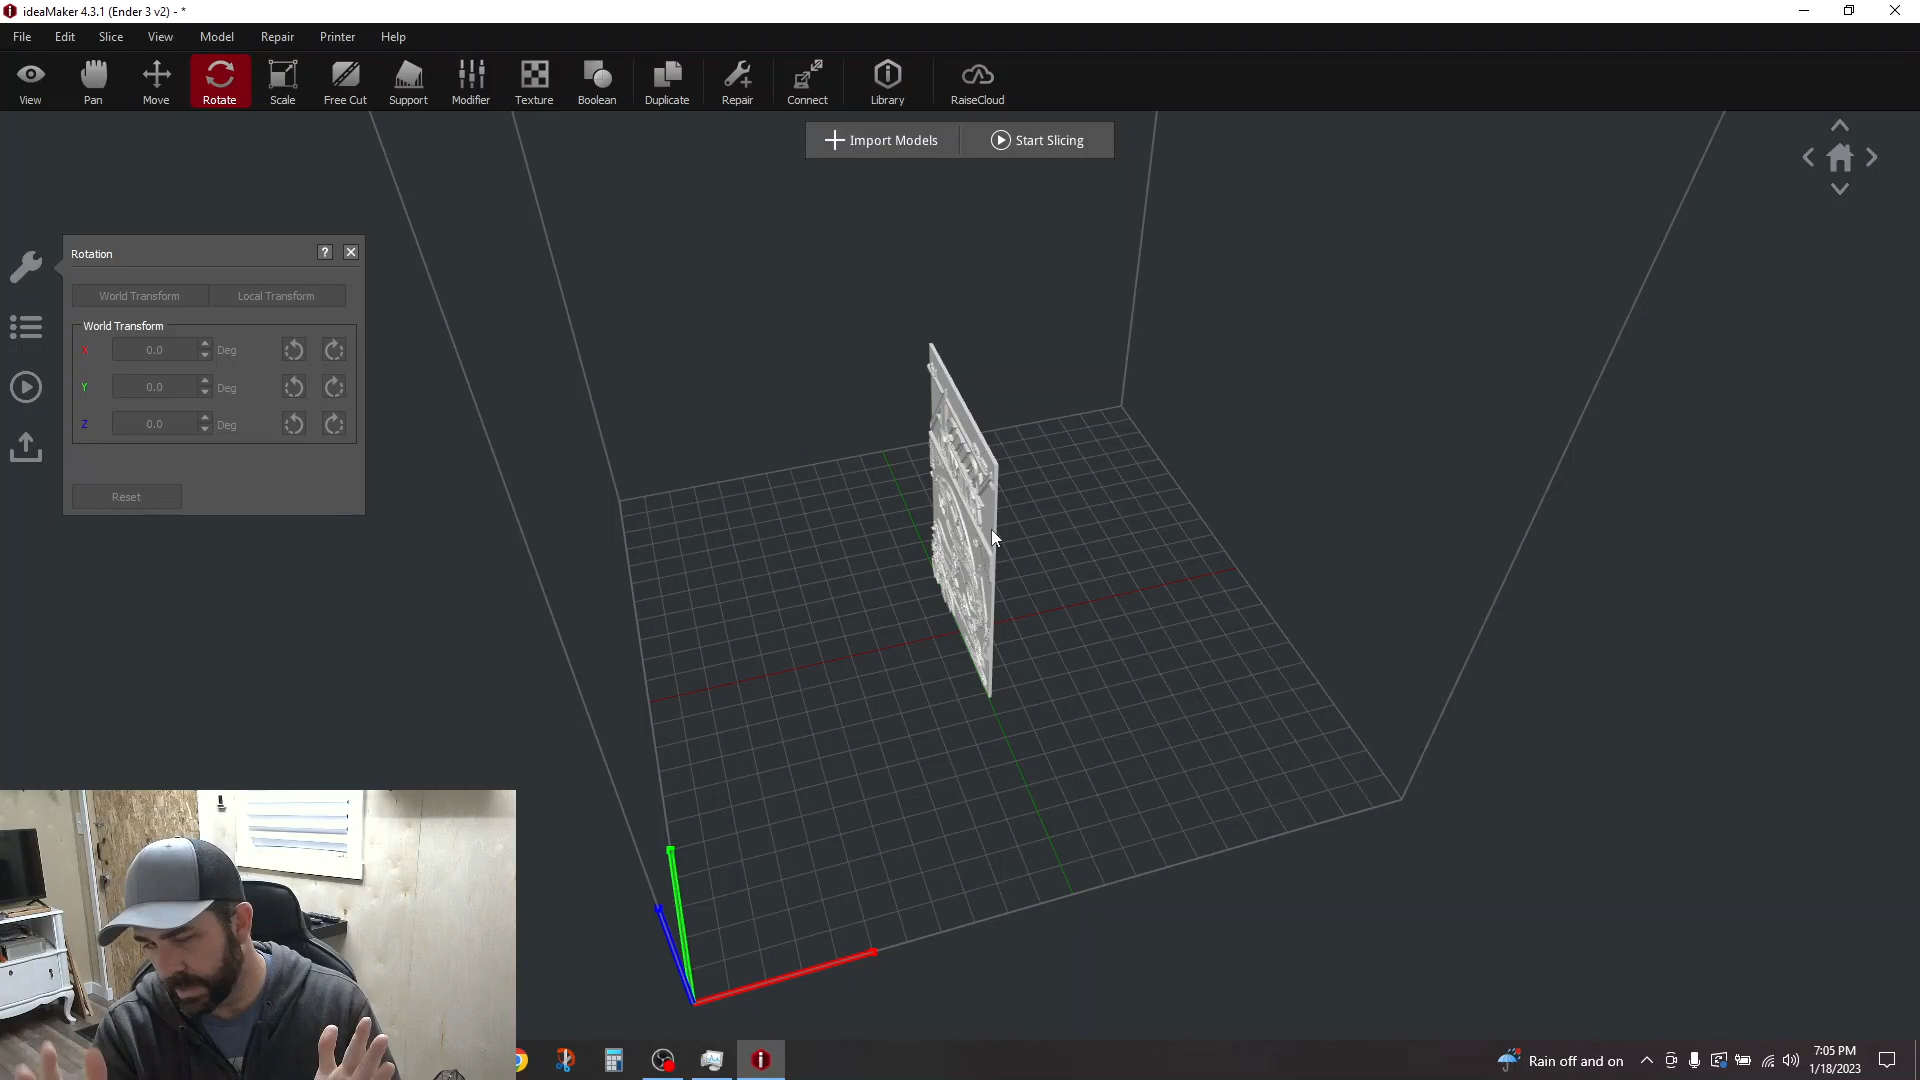 ideaMaker 4.3.1 (Ender 3 v2) - *
File Edit Slice View Model Repair Printer Help
View Pan Move Rotate Scale Free Cut Support Modifier Texture Boolean Duplicate Repair Connect Library RaiseCloud
Import Models Start Slicing
Rotation ?
World Transform Local Transform
World Transform
X 0.0 Deg
Y 0.0 Deg
Z 0.0 Deg
Reset
Rain off and on
7:05 PM
1/18/2023